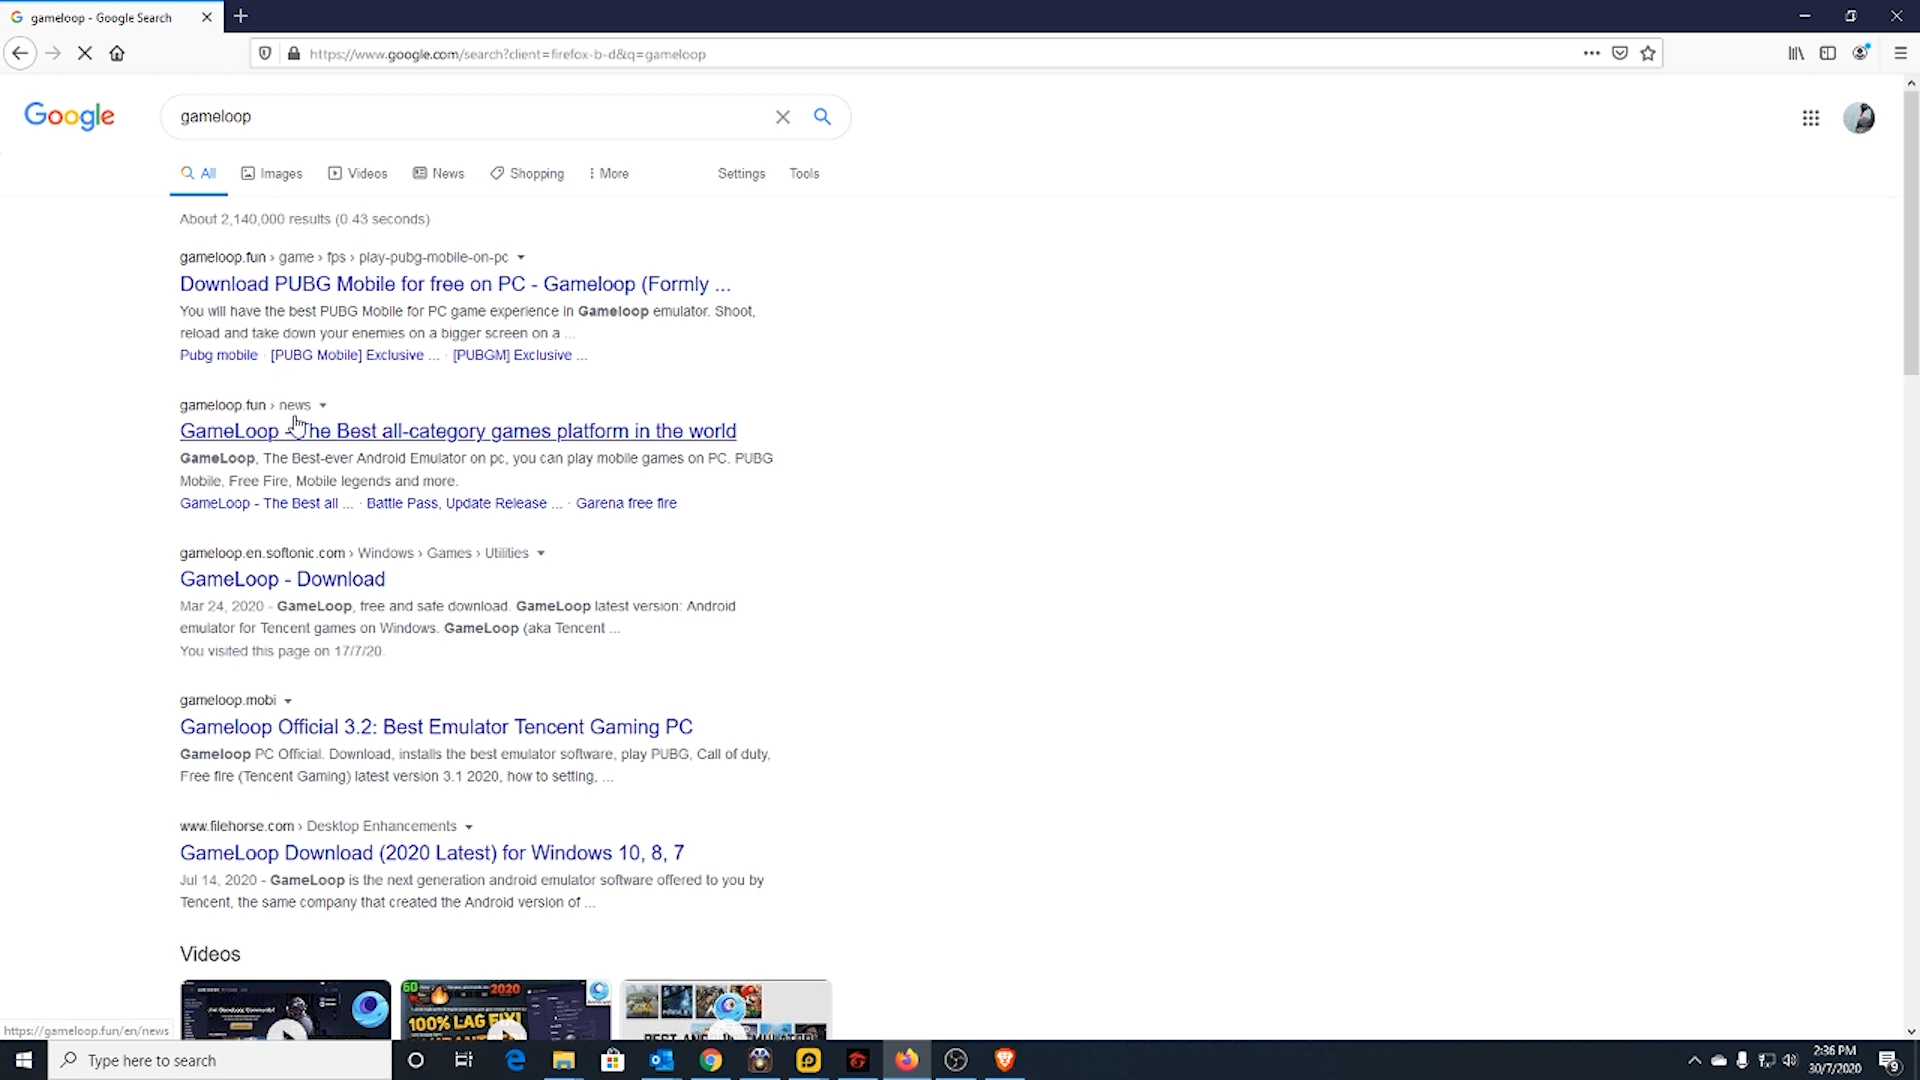 gameloop - Google Search
https://www.google.com/search?client=firefox-b-d&q=gameloop
Google
gameloop
All
Images
Videos
News
Shopping
More
Settings
Tools
About 2,140,000 results (0.43 seconds)
gameloop.fun › game › fps › play-pubg-mobile-on-pc
Download PUBG Mobile for free on PC - Gameloop (Formly ...
You will have the best PUBG Mobile for PC game experience in Gameloop emulator. Shoot,
reload and take down your enemies on a bigger screen on a ...
Pubg mobile · [PUBG Mobile] Exclusive ... · [PUBGM] Exclusive ...
gameloop.fun › news
GameLoop - The Best all-category games platform in the world
GameLoop, The Best-ever Android Emulator on pc, you can play mobile games on PC. PUBG
Mobile, Free Fire, Mobile legends and more.
GameLoop - The Best all ... · Battle Pass, Update Release ... · Garena free fire
gameloop.en.softonic.com › Windows › Games › Utilities
GameLoop - Download
Mar 24, 2020 - GameLoop, free and safe download. GameLoop latest version: Android
emulator for Tencent games on Windows. GameLoop (aka Tencent ...
You visited this page on 17/7/20.
gameloop.mobi
Gameloop Official 3.2: Best Emulator Tencent Gaming PC
Gameloop PC Official. Download, installs the best emulator software, play PUBG, Call of duty,
Free fire (Tencent Gaming) latest version 3.1 2020, how to setting, ...
www.filehorse.com › Desktop Enhancements
GameLoop Download (2020 Latest) for Windows 10, 8, 7
Jul 14, 2020 - GameLoop is the next generation android emulator software offered to you by
Tencent, the same company that created the Android version of ...
Videos
60
2020
100% LAG FIX!
https://gameloop.fun/en/news
Type here to search
2:36 PM
30/7/2020
9